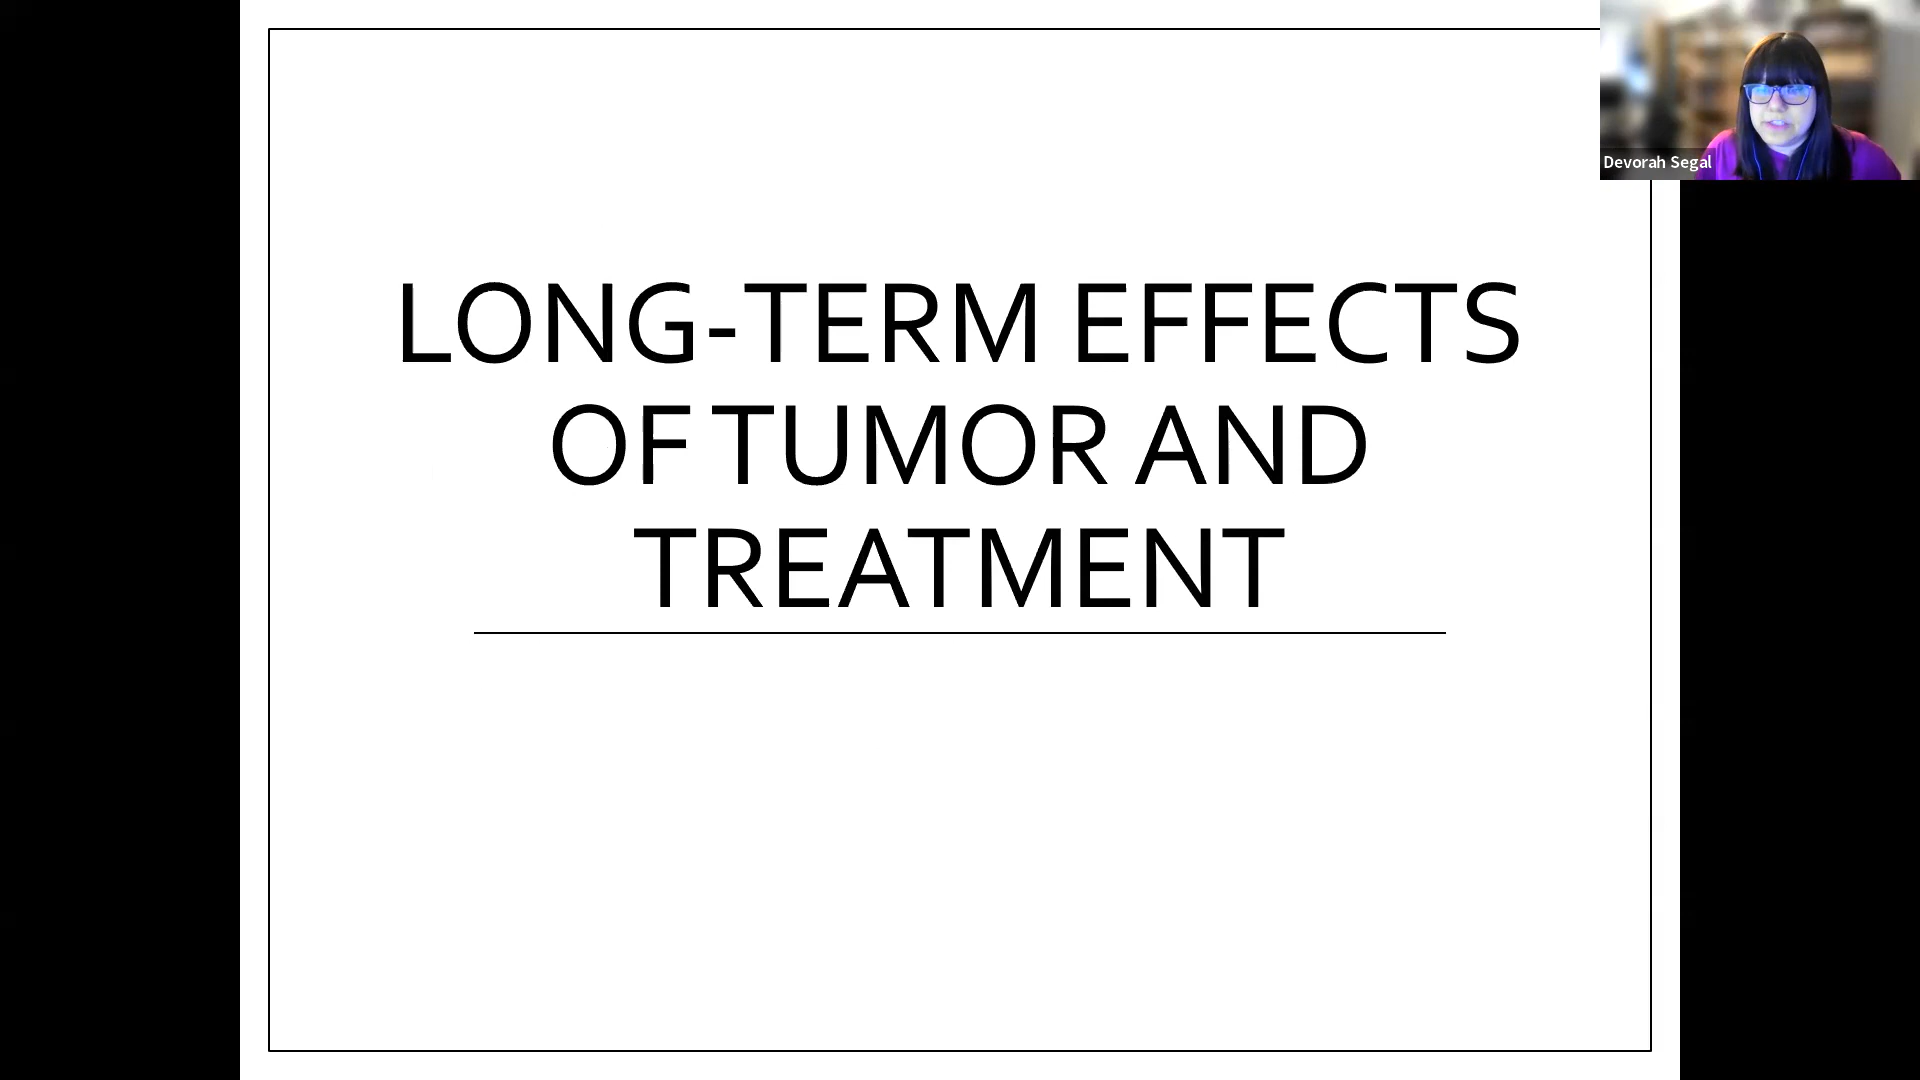 LONG-TERM EFFECTS
OF TUMOR AND
TREATMENT
Devorah Segal